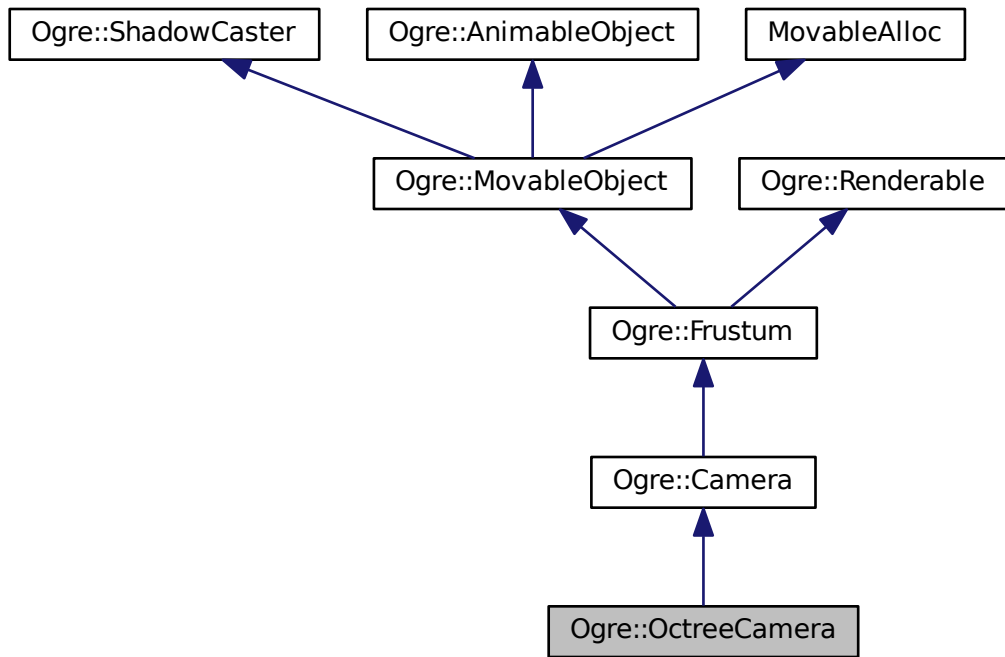 Ogre::ShadowCaster
Ogre::AnimableObject
MovableAlloc
Ogre::MovableObject
Ogre::Renderable
Ogre::Frustum
Ogre::Camera
Ogre::OctreeCamera